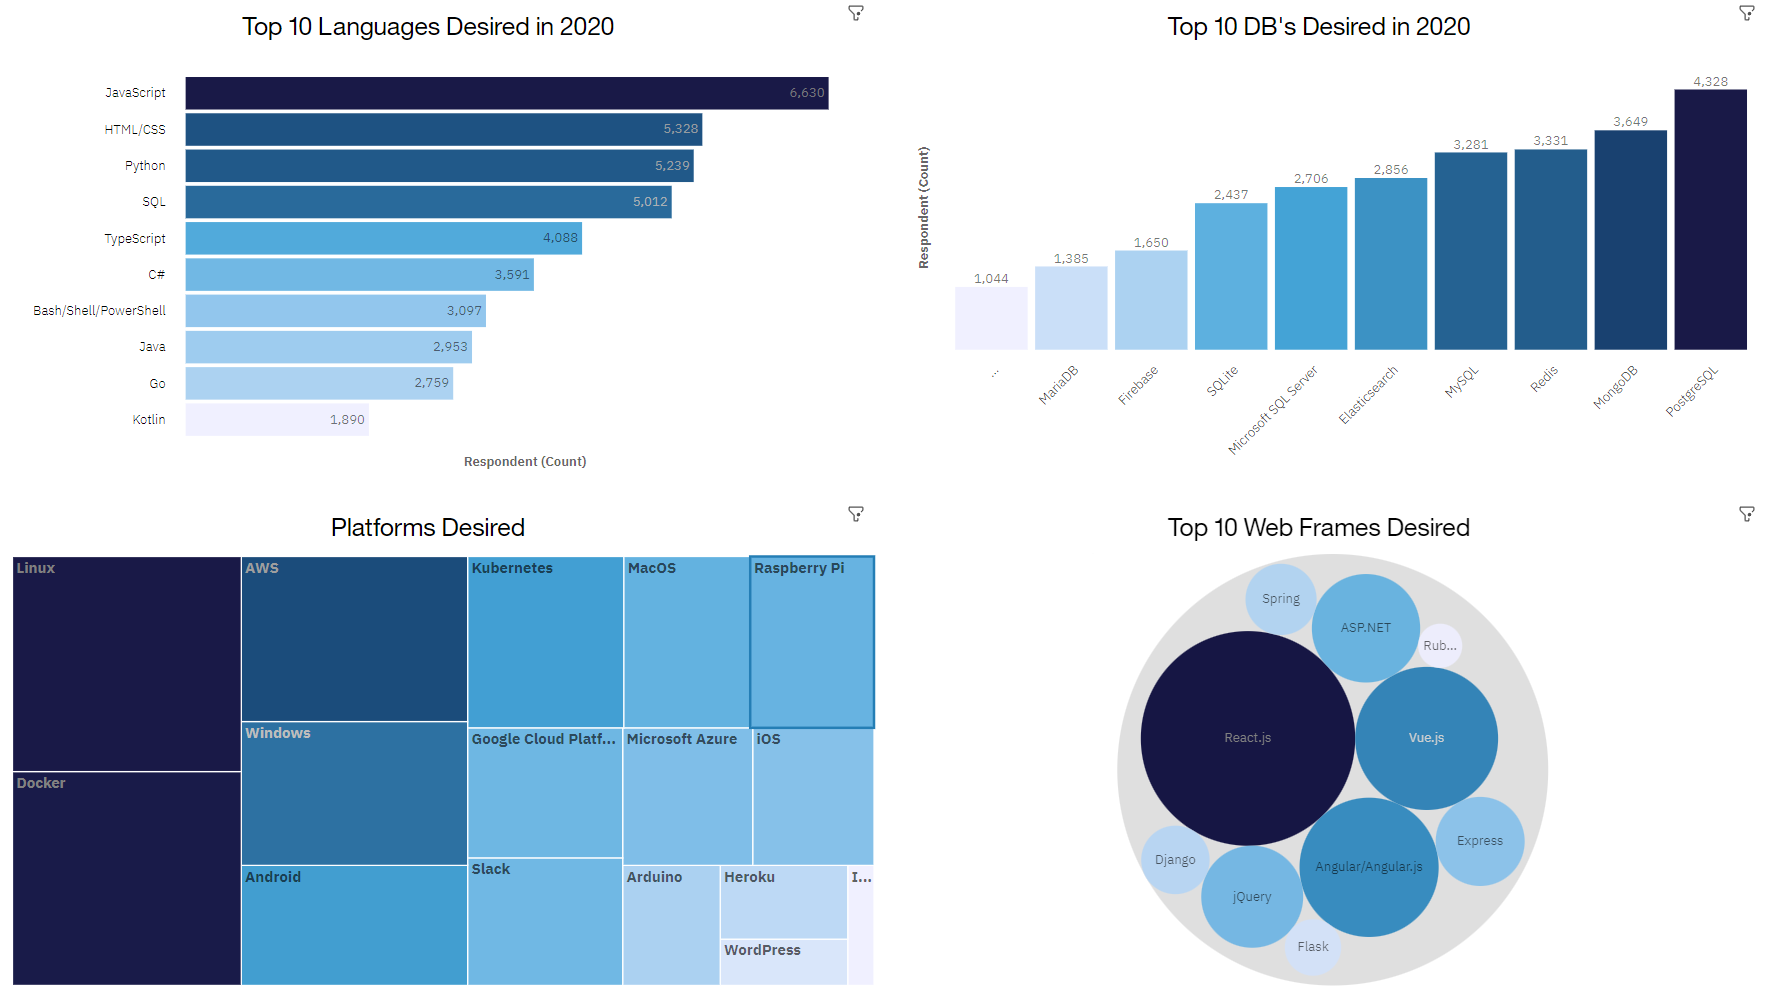 Top 10 Languages Desired in 2020
JavaScript 6,630
HTML/CSS 5,328
Python 5,239
SQL 5,012
TypeScript 4,088
C# 3,591
Bash/Shell/PowerShell 3,097
Java 2,953
Go 2,759
Kotlin 1,890
Respondent (Count)
Top 10 DB's Desired in 2020
Respondent (Count)
1,044
1,385
1,650
2,437
2,706
2,856
3,281
3,331
3,649
4,328
...
MariaDB
Firebase
SQLite
Microsoft SQL Server
Elasticsearch
MySQL
Redis
MongoDB
PostgreSQL
Platforms Desired
Linux
Docker
AWS
Windows
Android
Kubernetes
Google Cloud Platf...
Slack
MacOS
Raspberry Pi
Microsoft Azure
iOS
Arduino
Heroku
WordPress
I...
Top 10 Web Frames Desired
Spring
ASP.NET
Rub...
React.js
Vue.js
Express
Angular/Angular.js
Django
jQuery
Flask